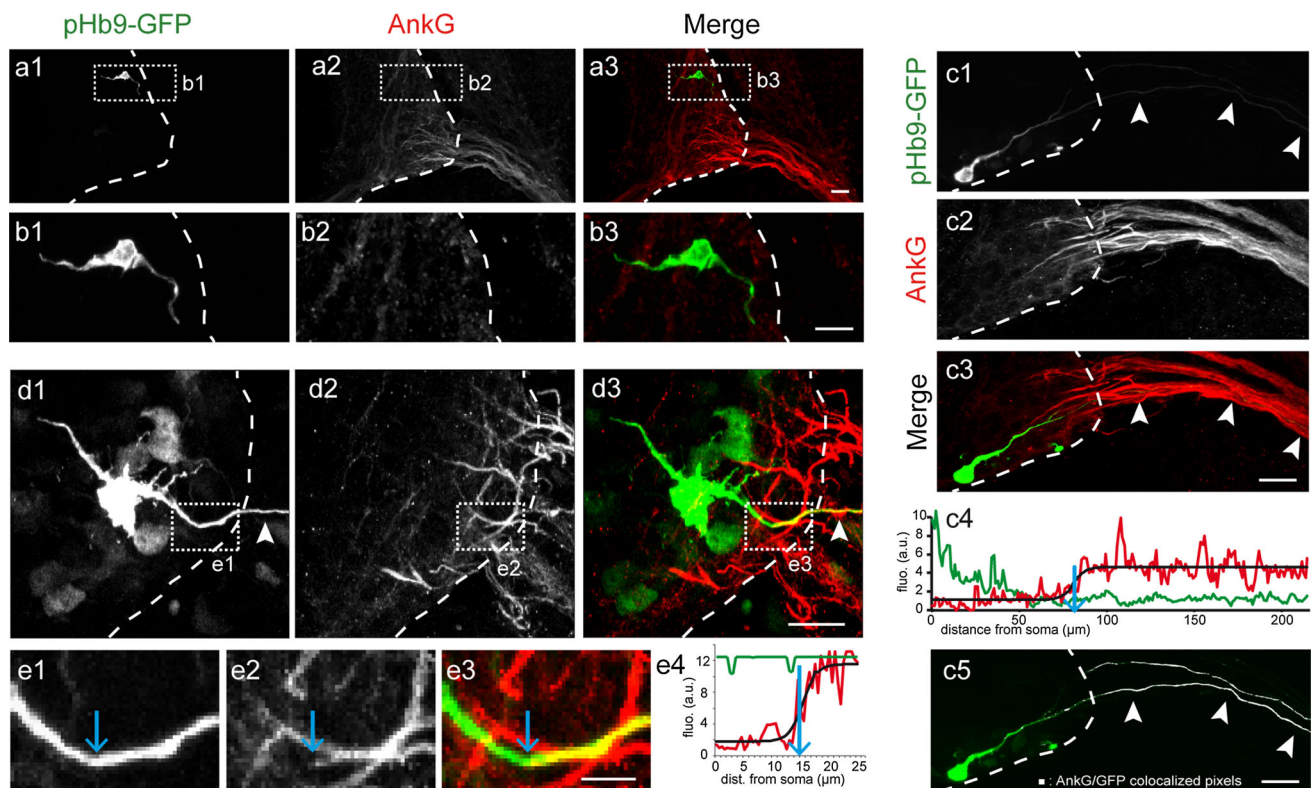 pHb9-GFP
AnkG
Merge
a1
b1
a2
b2
a3
b3
b1
b2
b3
d1
e1
d2
e2
d3
e3
e1
e2
e3
e4
fluo. (a.u.)
12
8
4
0
0 5 10 15 20 25
dist. from soma (µm)
pHb9-GFP
c1
AnkG
c2
Merge
c3
c4
fluo. (a.u.)
10
8
6
4
2
0
0 50 100 150 200
distance from soma (µm)
c5
: AnkG/GFP colocalized pixels